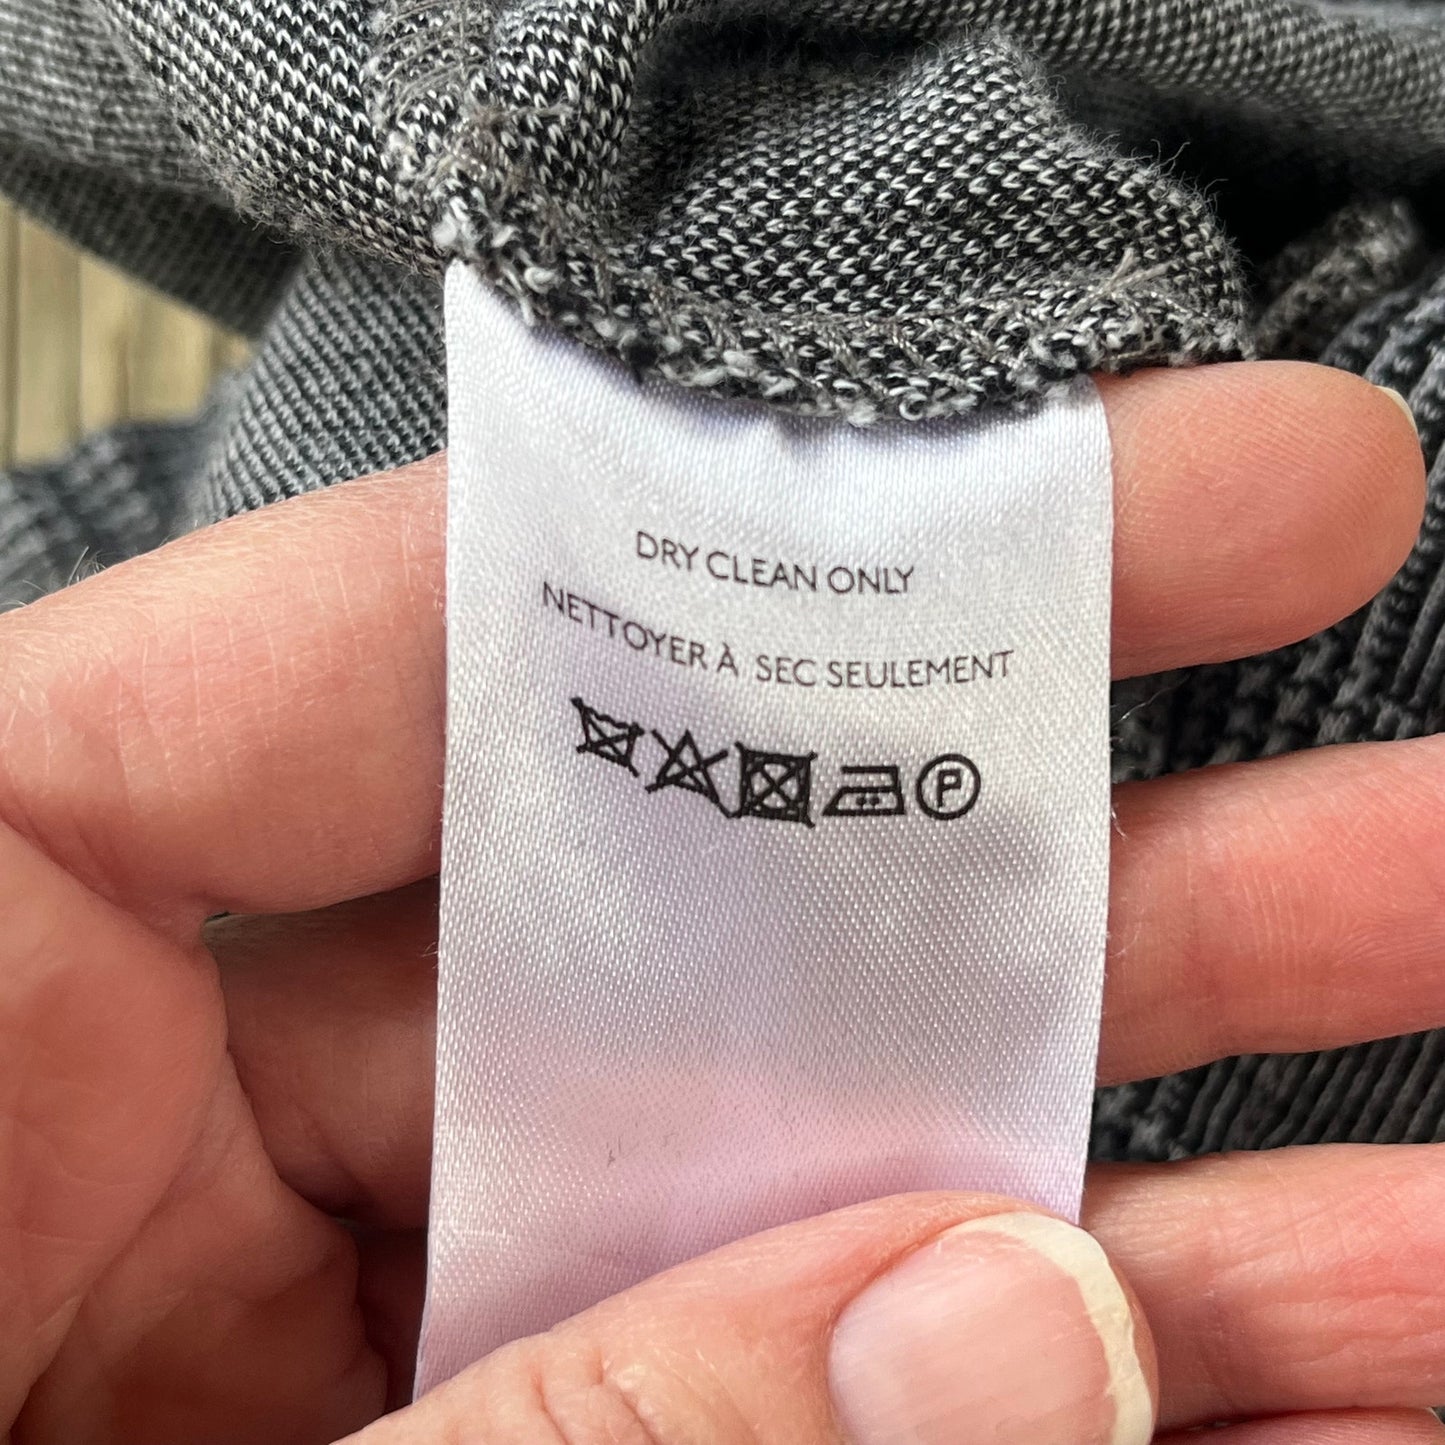 DRY CLEAN ONLY
NETTOYER À SEC SEULEMENT
P